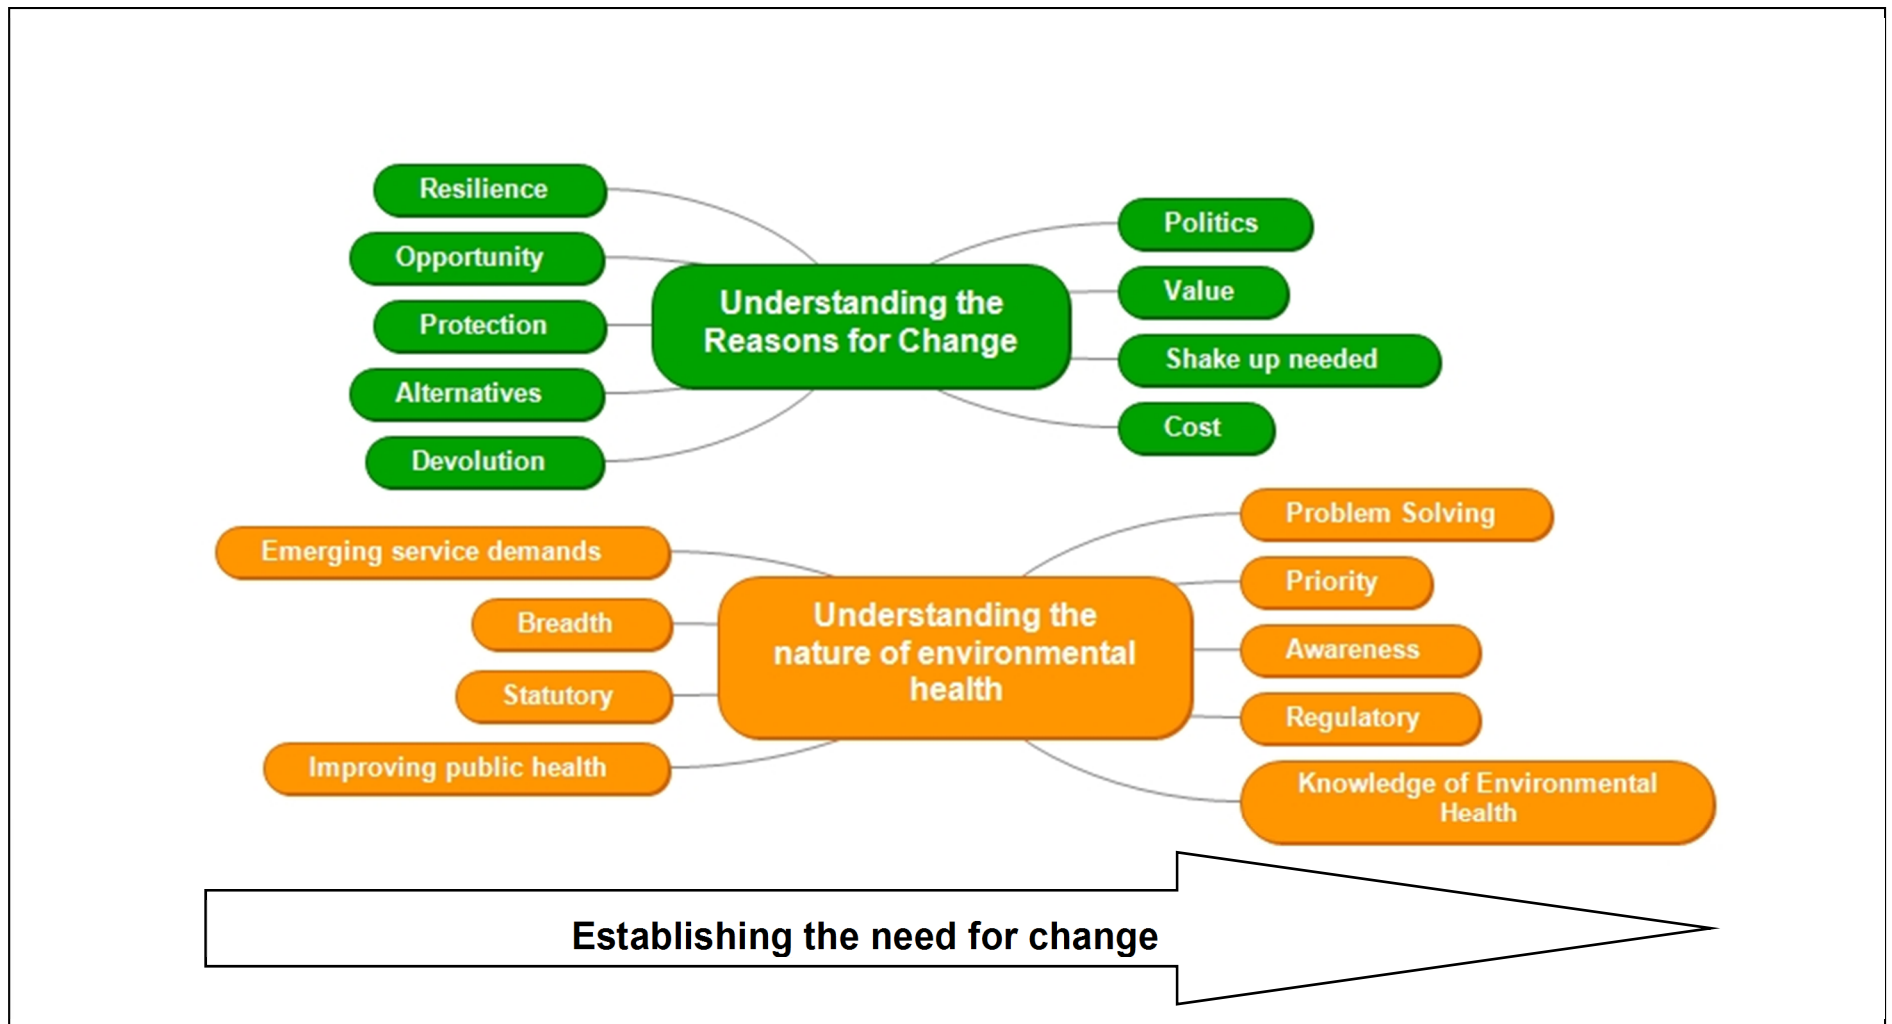 Resilience
Opportunity
Protection
Alternatives
Devolution
Understanding the
Reasons for Change
Politics
Value
Shake up needed
Cost
Emerging service demands
Breadth
Statutory
Improving public health
Understanding the
nature of environmental
health
Problem Solving
Priority
Awareness
Regulatory
Knowledge of Environmental
Health
Establishing the need for change